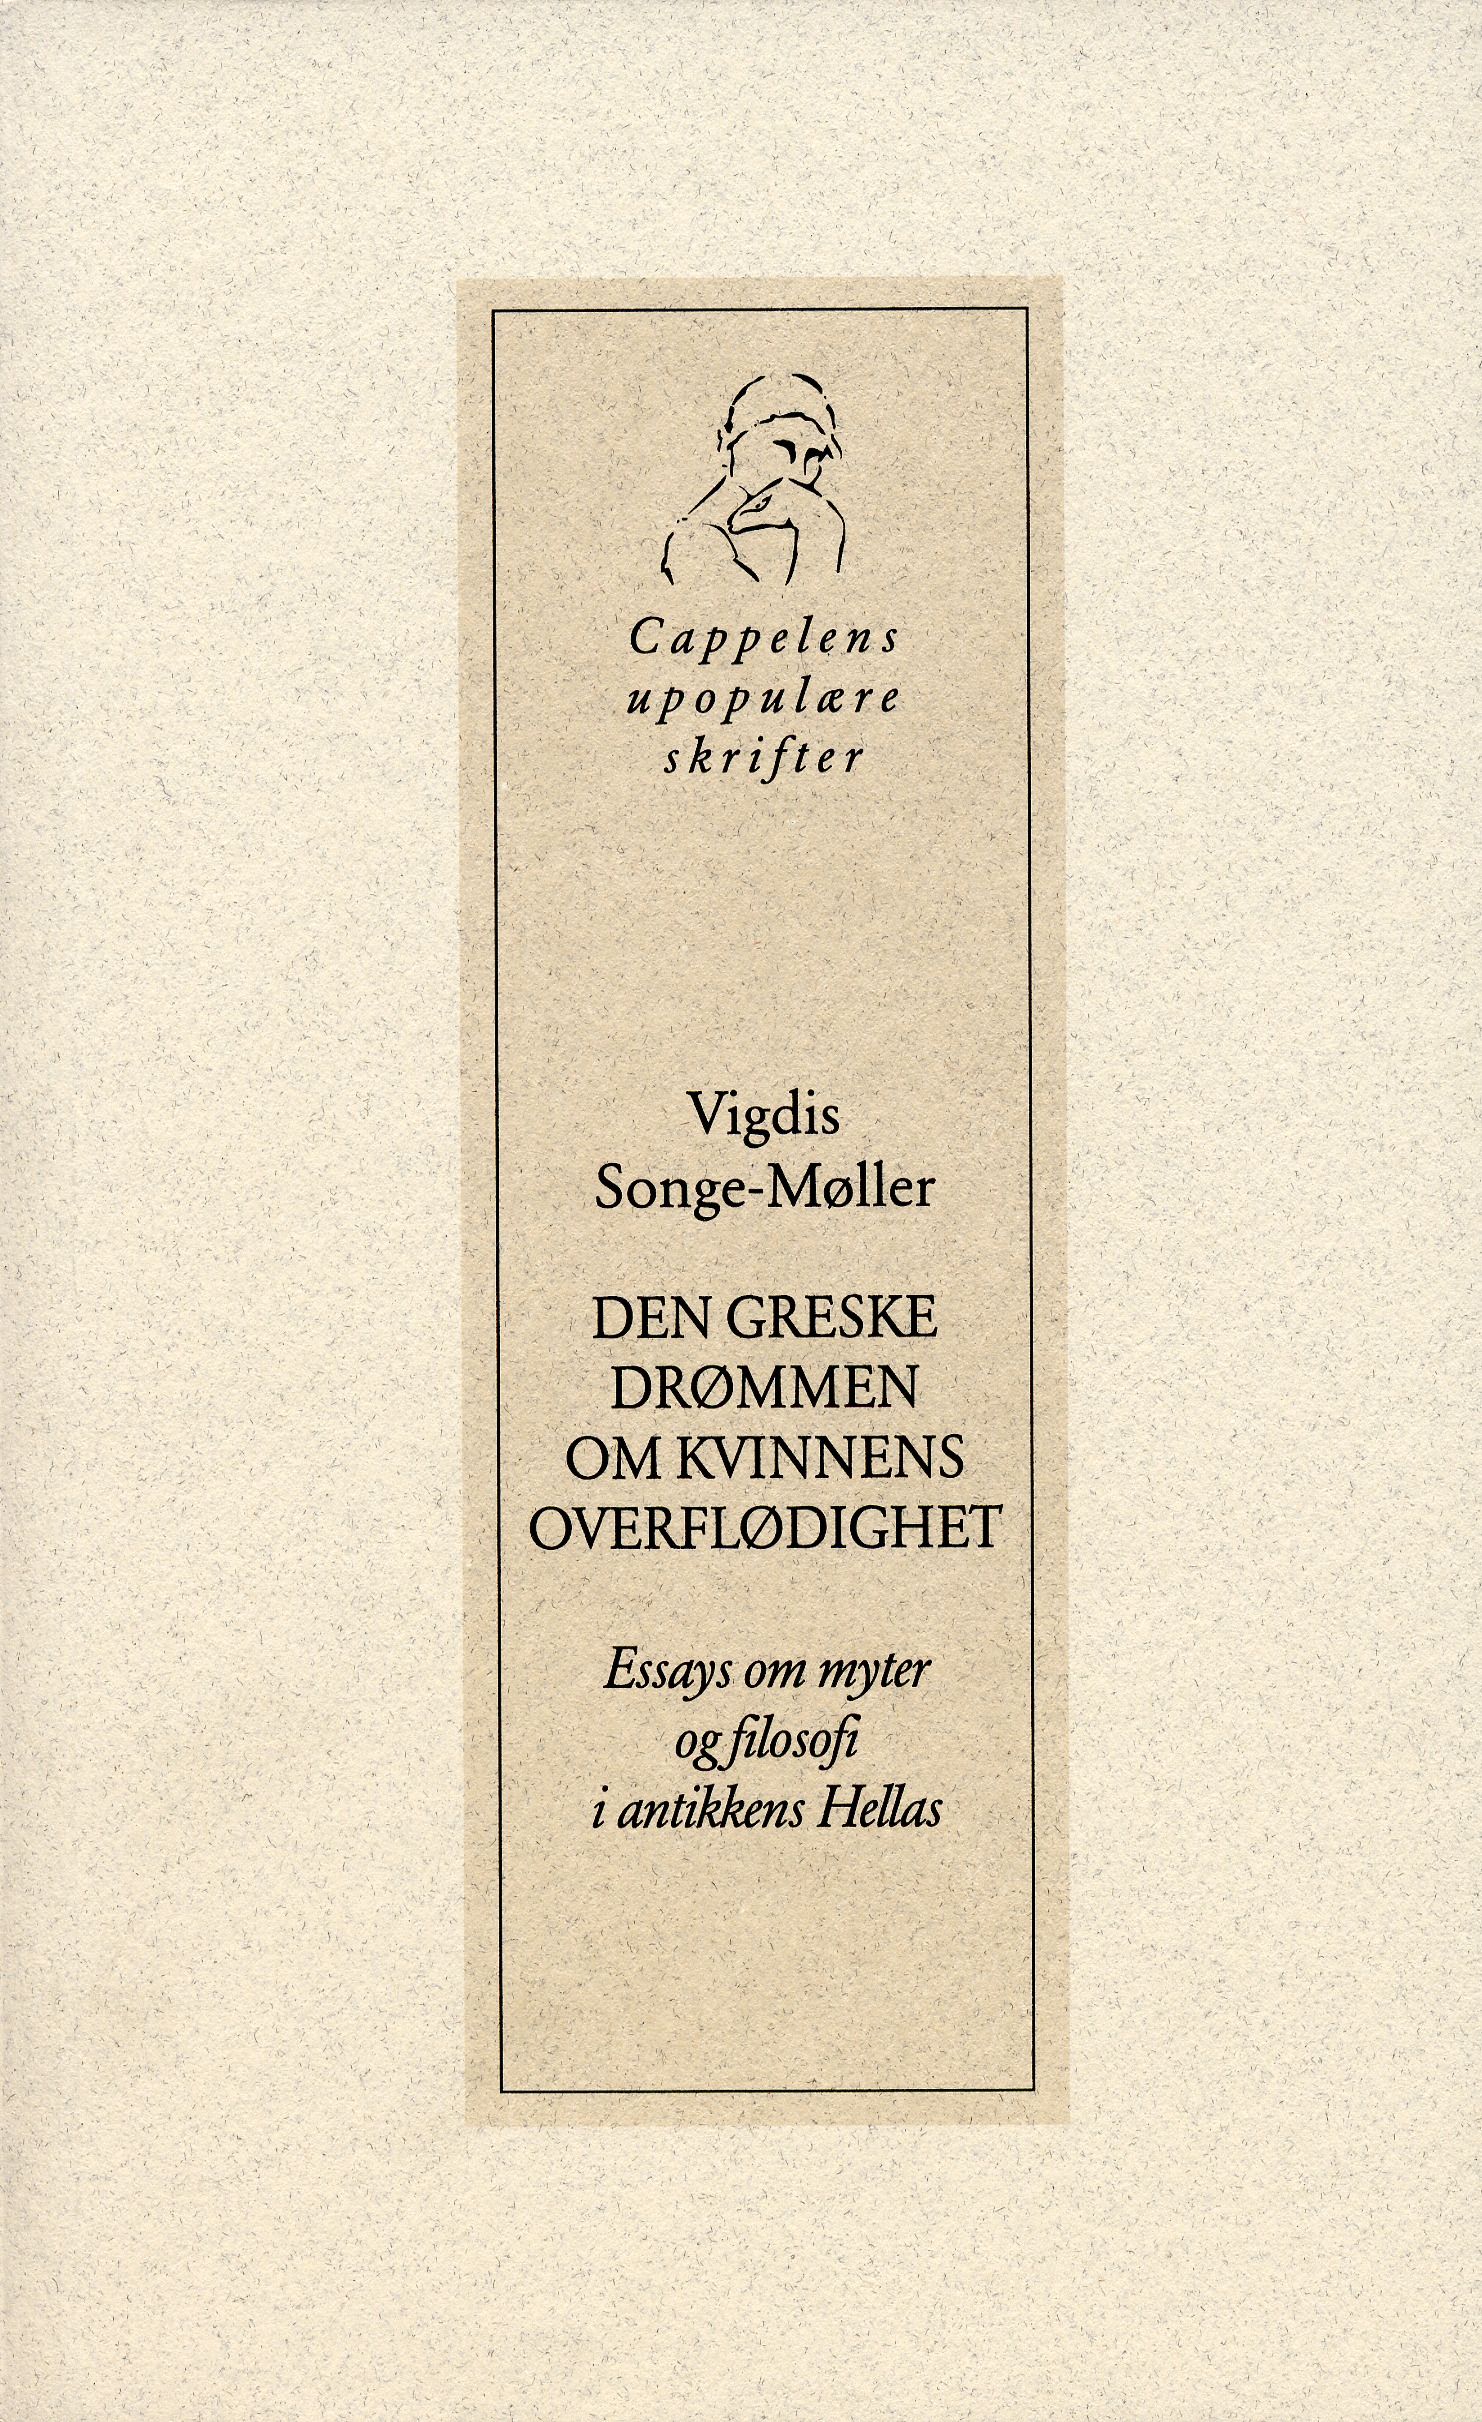 Cappelens
upopulære
skrifter
Vigdis
Songe-Møller
DEN GRESKE
DRØMMEN
OM KVINNENS
OVERFLØDIGHET
Essays om myter
og filosofi
i antikkens Hellas